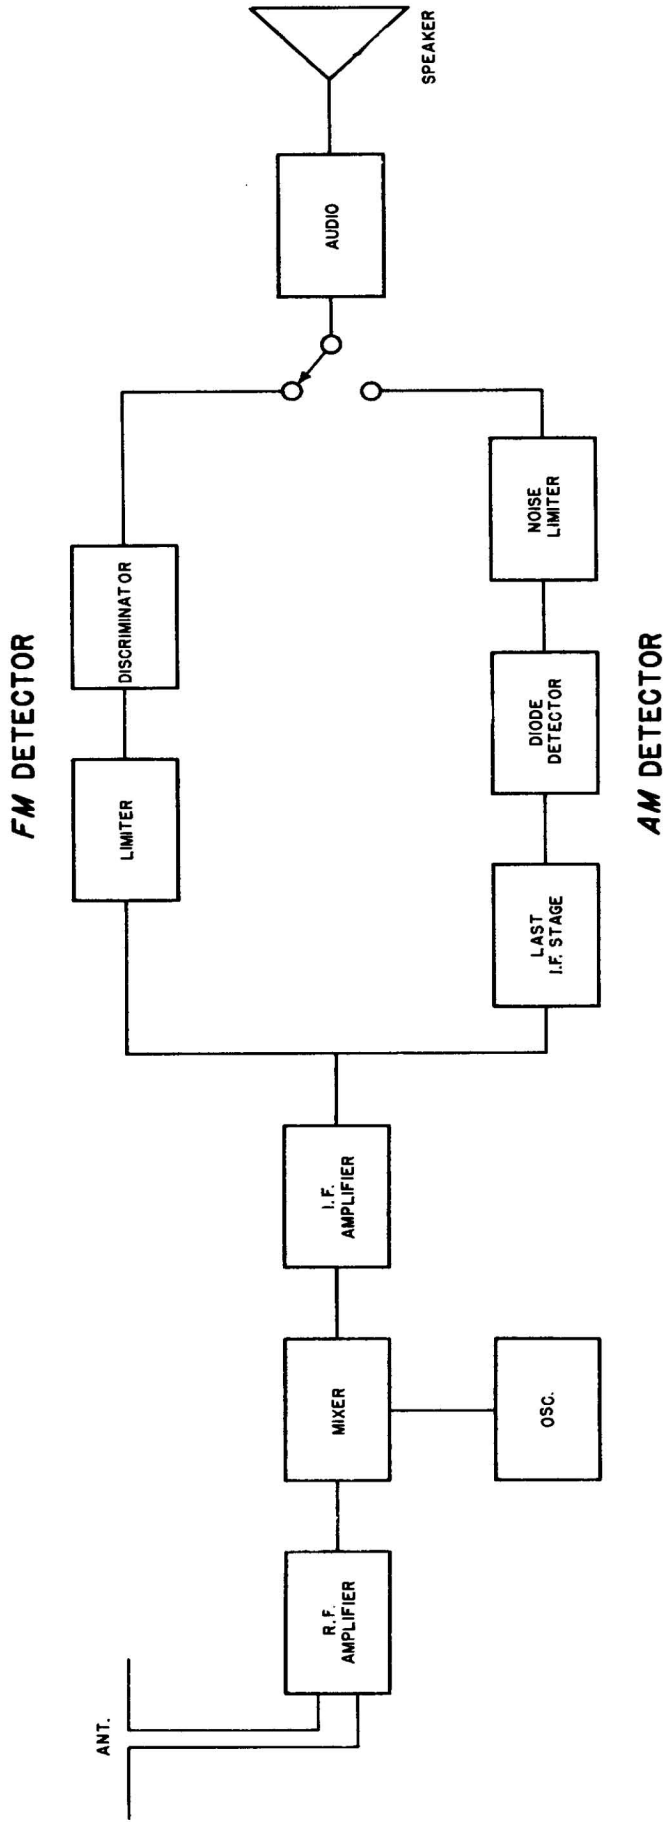 FM DETECTOR
ANT.
R.F.
AMPLIFIER
MIXER
OSC.
I.F.
AMPLIFIER
LIMITER
DISCRIMINATOR
LAST
I.F. STAGE
DIODE
DETECTOR
NOISE
LIMITER
AUDIO
SPEAKER
AM DETECTOR